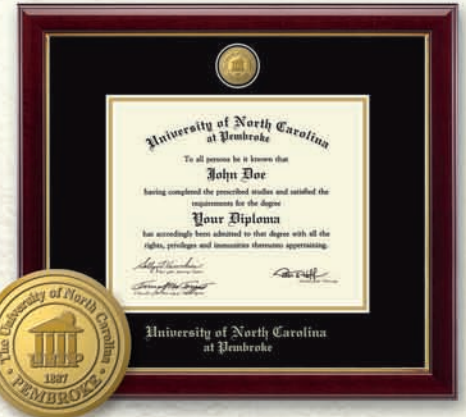 University of North Carolina
at Pembroke
To all persons be it known that
John Doe
having completed the prescribed studies and satisfied the
requirements for the degree
Your Diploma
has accordingly been admitted to that degree with all the
rights, privileges and immunities thereunto appertaining.
University of North Carolina
at Pembroke
The University of North Carolina
PEMBROKE
1887